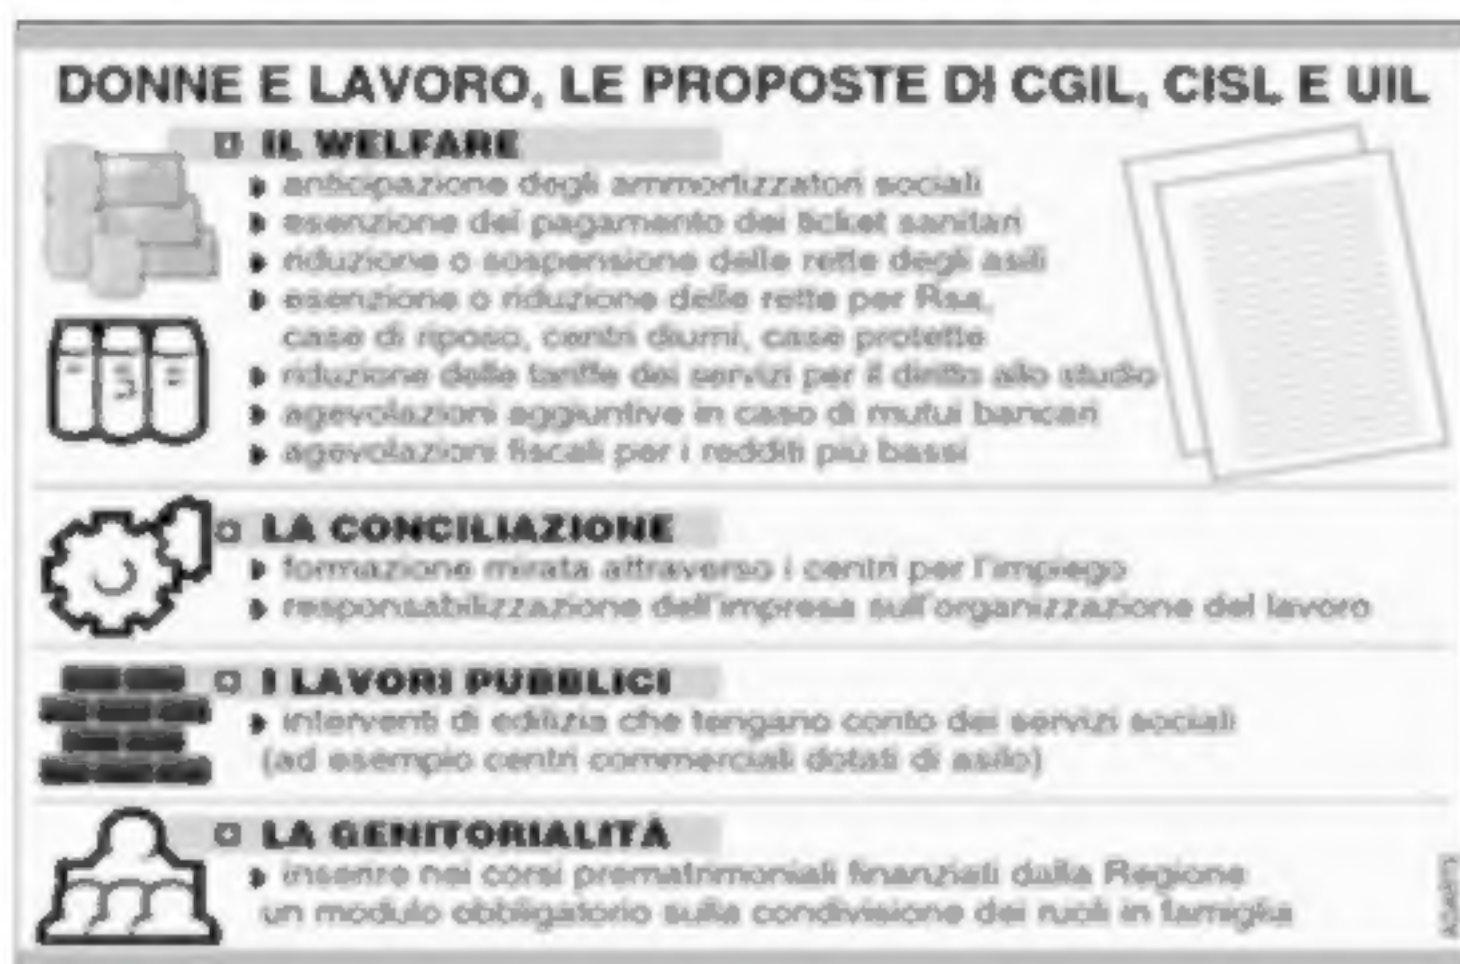 DONNE E LAVORO, LE PROPOSTE DI CGIL, CISL E UIL
IL WELFARE
anticipazione degli ammortizzatori sociali
esenzione del pagamento dei ticket sanitari
riduzione o sospensione delle rette degli asili
esenzione o riduzione delle rette per Rsa,
case di riposo, centri diurni, case protette
riduzione delle tariffe dei servizi per il diritto allo studio
agevolazioni aggiuntive in caso di mutui bancari
agevolazioni fiscali per i redditi più bassi
LA CONCILIAZIONE
formazione mirata attraverso i centri per l'impiego
responsabilizzazione dell'impresa sull'organizzazione del lavoro
I LAVORI PUBBLICI
interventi di edilizia che tengano conto dei servizi sociali
(ad esempio centri commerciali dotati di asilo)
LA GENITORIALITÀ
inserire nei corsi prematrimoniali finanziati dalla Regione
un modulo obbligatorio sulla condivisione dei ruoli in famiglia